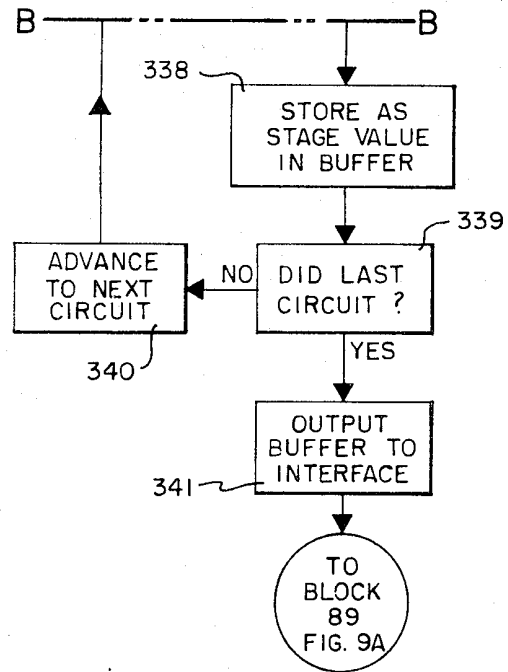 B B
338
STORE AS
STAGE VALUE
IN BUFFER
339
DID LAST
CIRCUIT ?
NO
ADVANCE
TO NEXT
CIRCUIT
340
YES
OUTPUT
BUFFER TO
INTERFACE
341
TO
BLOCK
89
FIG. 9A